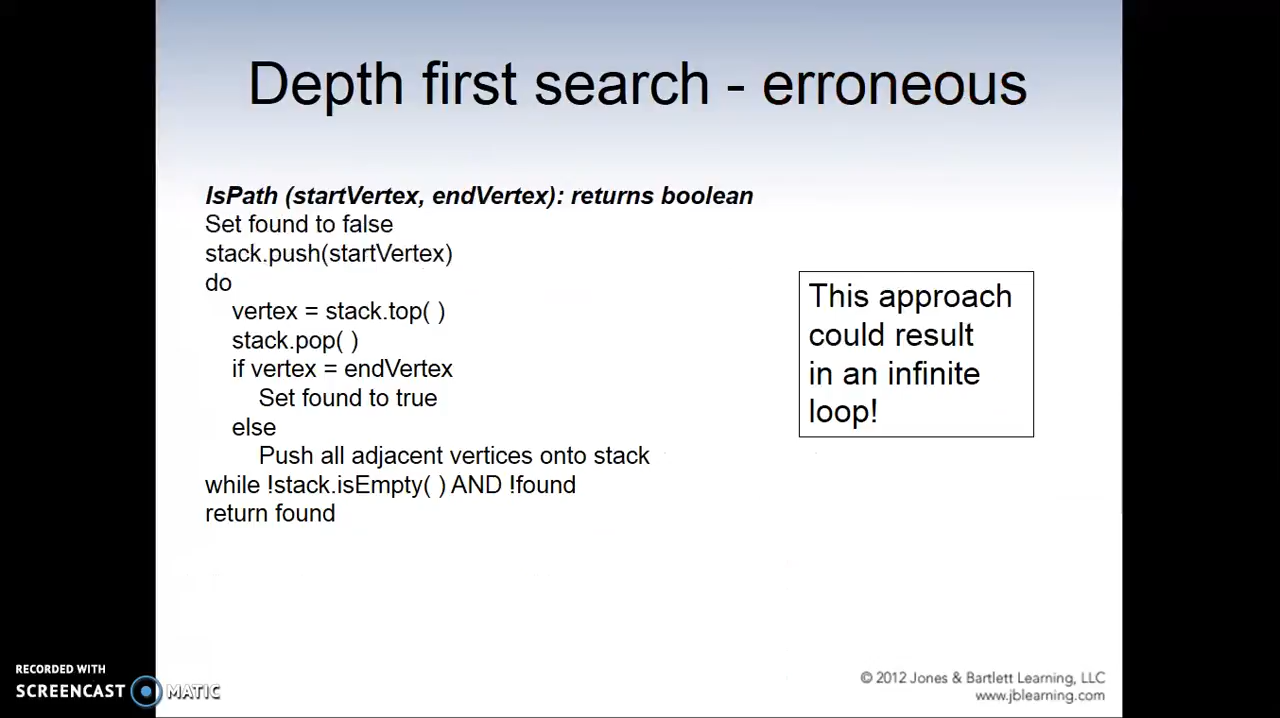 Depth first search - erroneous
IsPath (startVertex, endVertex): returns boolean
Set found to false
stack.push(startVertex)
do
vertex = stack.top( )
stack.pop( )
if vertex = endVertex
Set found to true
else
Push all adjacent vertices onto stack
while !stack.isEmpty( ) AND !found
return found
This approach
could result
in an infinite
loop!
RECORDED WITH
SCREENCAST MATIC
© 2012 Jones & Bartlett Learning, LLC
www.jblearning.com